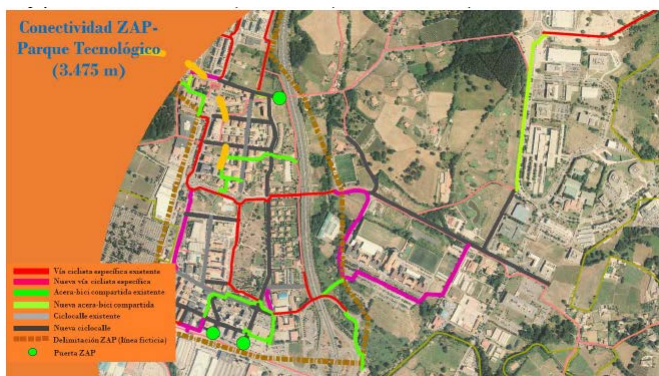 Conectividad ZAP-
Parque Tecnológico
(3.475 m)
Vía ciclista específica existente
Nueva vía ciclista específica
Acera-bici compartida existente
Nueva acera-bici compartida
Ciclocalle existente
Nueva ciclocalle
Delimitación ZAP (línea ficticia)
Puerta ZAP